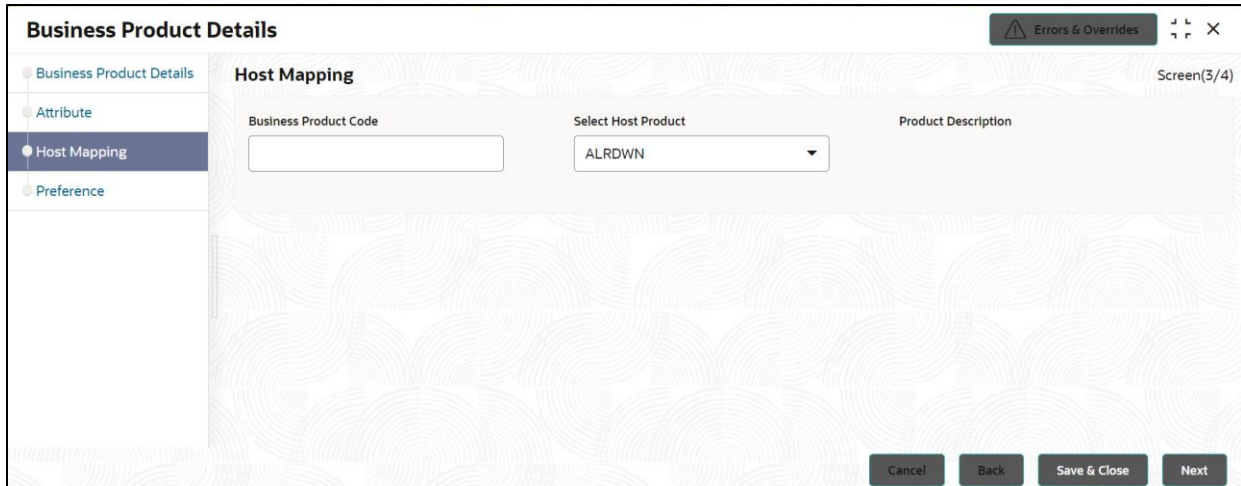 Business Product Details
Errors & Overrides
Business Product Details
Attribute
Host Mapping
Preference
Host Mapping
Screen(3/4)
Business Product Code
Select Host Product
Product Description
ALRDWN
Cancel
Back
Save & Close
Next